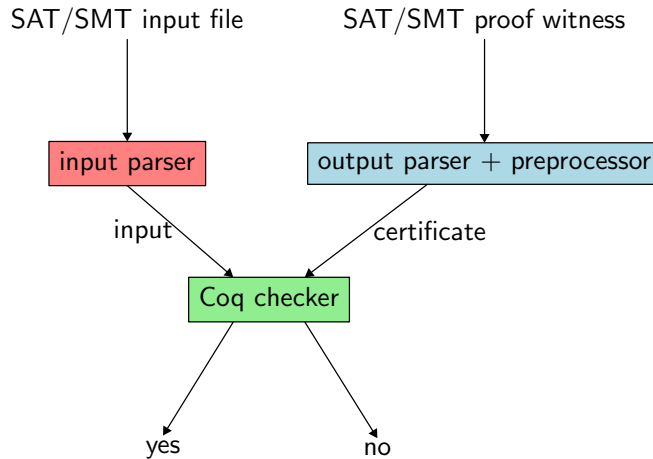 SAT/SMT input file
SAT/SMT proof witness
input parser
output parser + preprocessor
input
certificate
Coq checker
yes
no